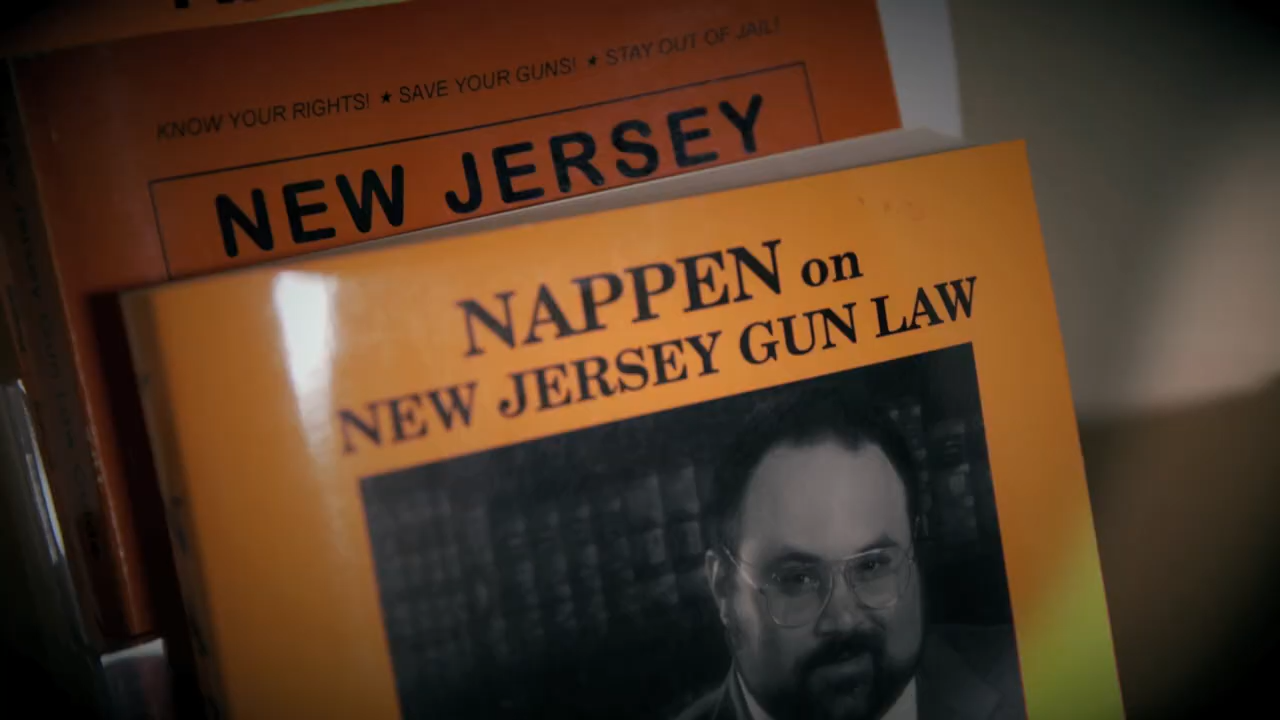 KNOW YOUR RIGHTS! ★ SAVE YOUR GUNS! ★ STAY OUT OF JAIL!
NEW JERSEY
NAPPEN on
NEW JERSEY GUN LAW